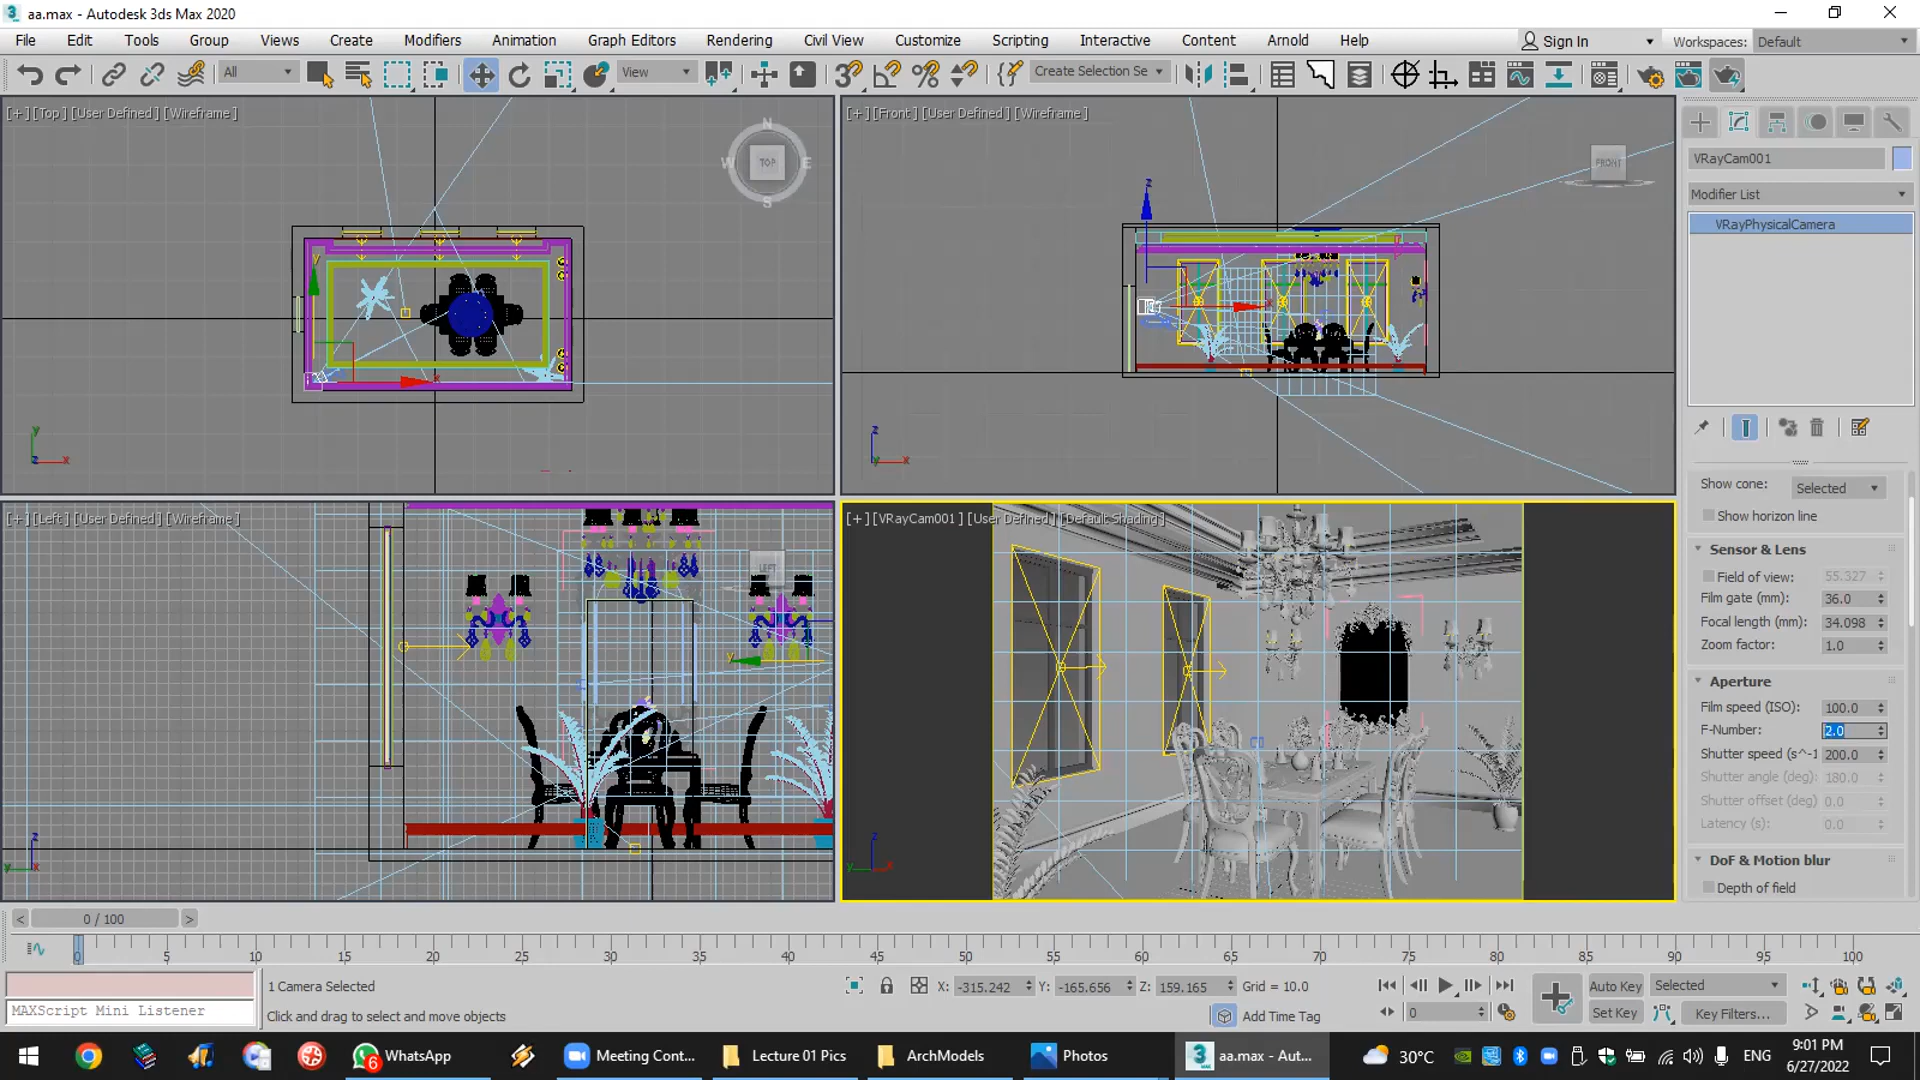 aa.max - Autodesk 3ds Max 2020
File Edit Tools Group Views Create Modifiers Animation Graph Editors Rendering Civil View Customize Scripting Interactive Content Arnold Help Sign In Workspaces: Default
All View Create Selection Se
[+] [Top] [User Defined] [Wireframe]
N
W TOP E
S
y
x
y
z x
[+] [Front] [User Defined] [Wireframe]
FRONT
z
x
z
y x
[+] [Left] [User Defined] [Wireframe]
LEFT
y
z
y x
[+] [VRayCam001] [User Defined] [Default Shading]
z
y x
VRayCam001
Modifier List
VRayPhysicalCamera
Show cone: Selected
Show horizon line
Sensor & Lens
Field of view: 55.327
Film gate (mm): 36.0
Focal length (mm): 34.098
Zoom factor: 1.0
Aperture
Film speed (ISO): 100.0
F-Number: 2.0
Shutter speed (s^-1 200.0
Shutter angle (deg): 180.0
Shutter offset (deg) 0.0
Latency (s): 0.0
DoF & Motion blur
Depth of field
< 0 / 100 >
0 5 10 15 20 25 30 35 40 45 50 55 60 65 70 75 80 85 90 95 100
1 Camera Selected X: -315.242 Y: -165.656 Z: 159.165 Grid = 10.0 Auto Key Selected
MAXScript Mini Listener Click and drag to select and move objects Add Time Tag 0 Set Key Key Filters...
6 WhatsApp Meeting Cont... Lecture 01 Pics ArchModels Photos 3 aa.max - Aut... 30°C ENG 9:01 PM
6/27/2022